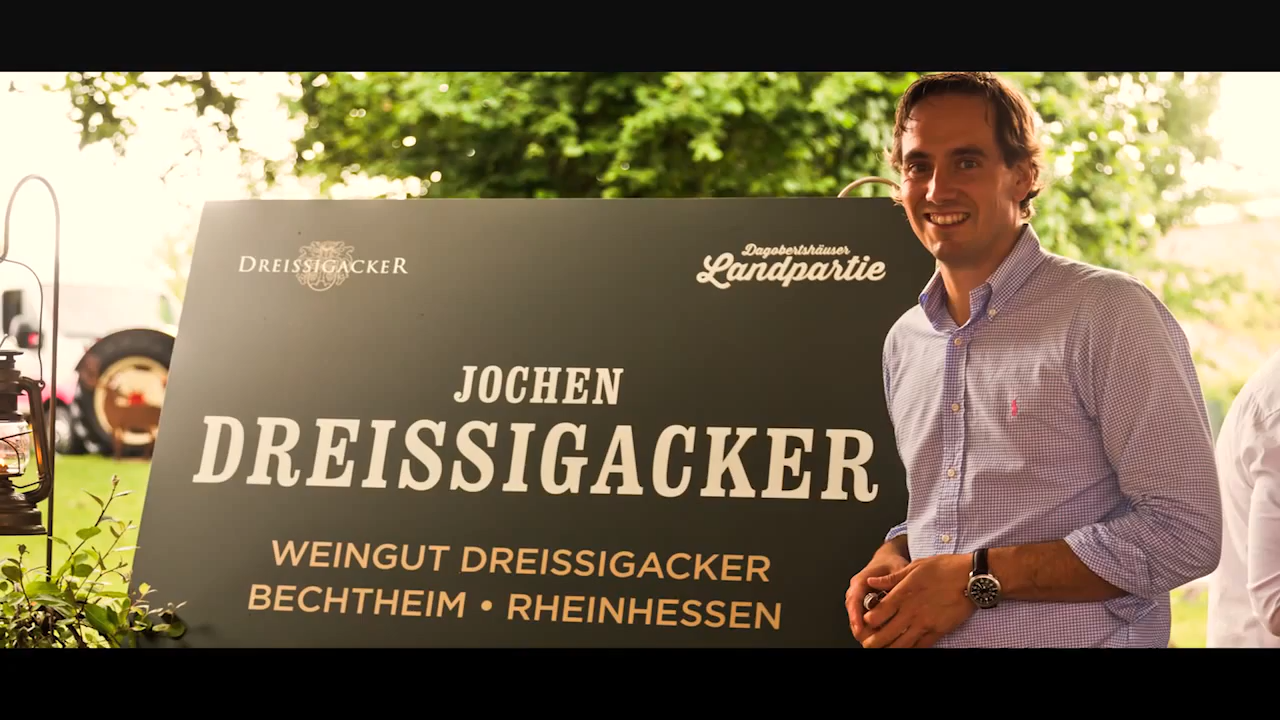 DREISSIGACKER
Dagobertshäuser
Landpartie
JOCHEN
DREISSIGACKER
WEINGUT DREISSIGACKER
BECHTHEIM • RHEINHESSEN